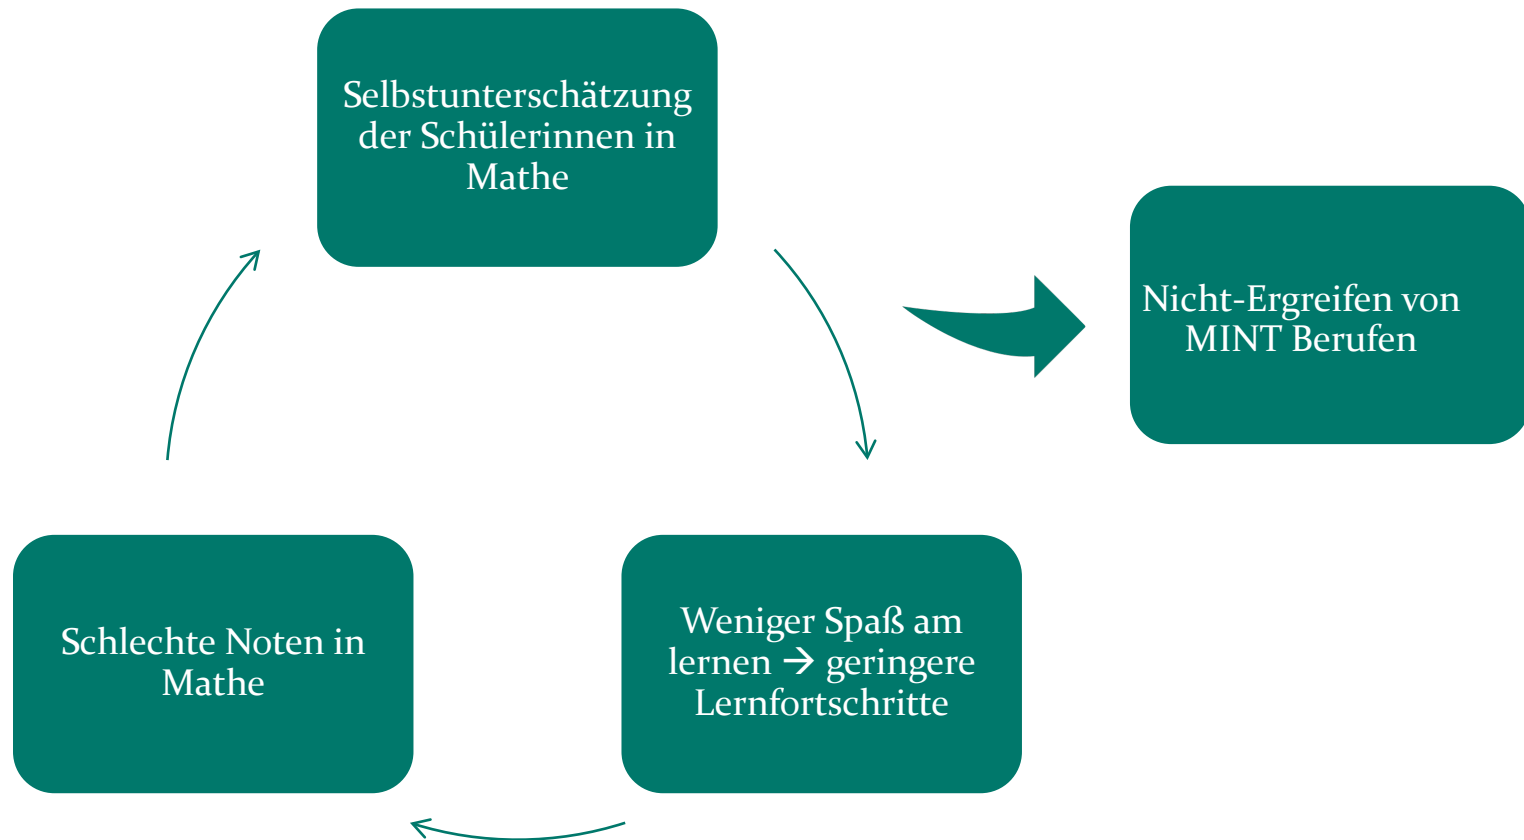 Selbstunterschätzung
der Schülerinnen in
Mathe
Nicht-Ergreifen von
MINT Berufen
Weniger Spaß am
lernen → geringere
Lernfortschritte
Schlechte Noten in
Mathe